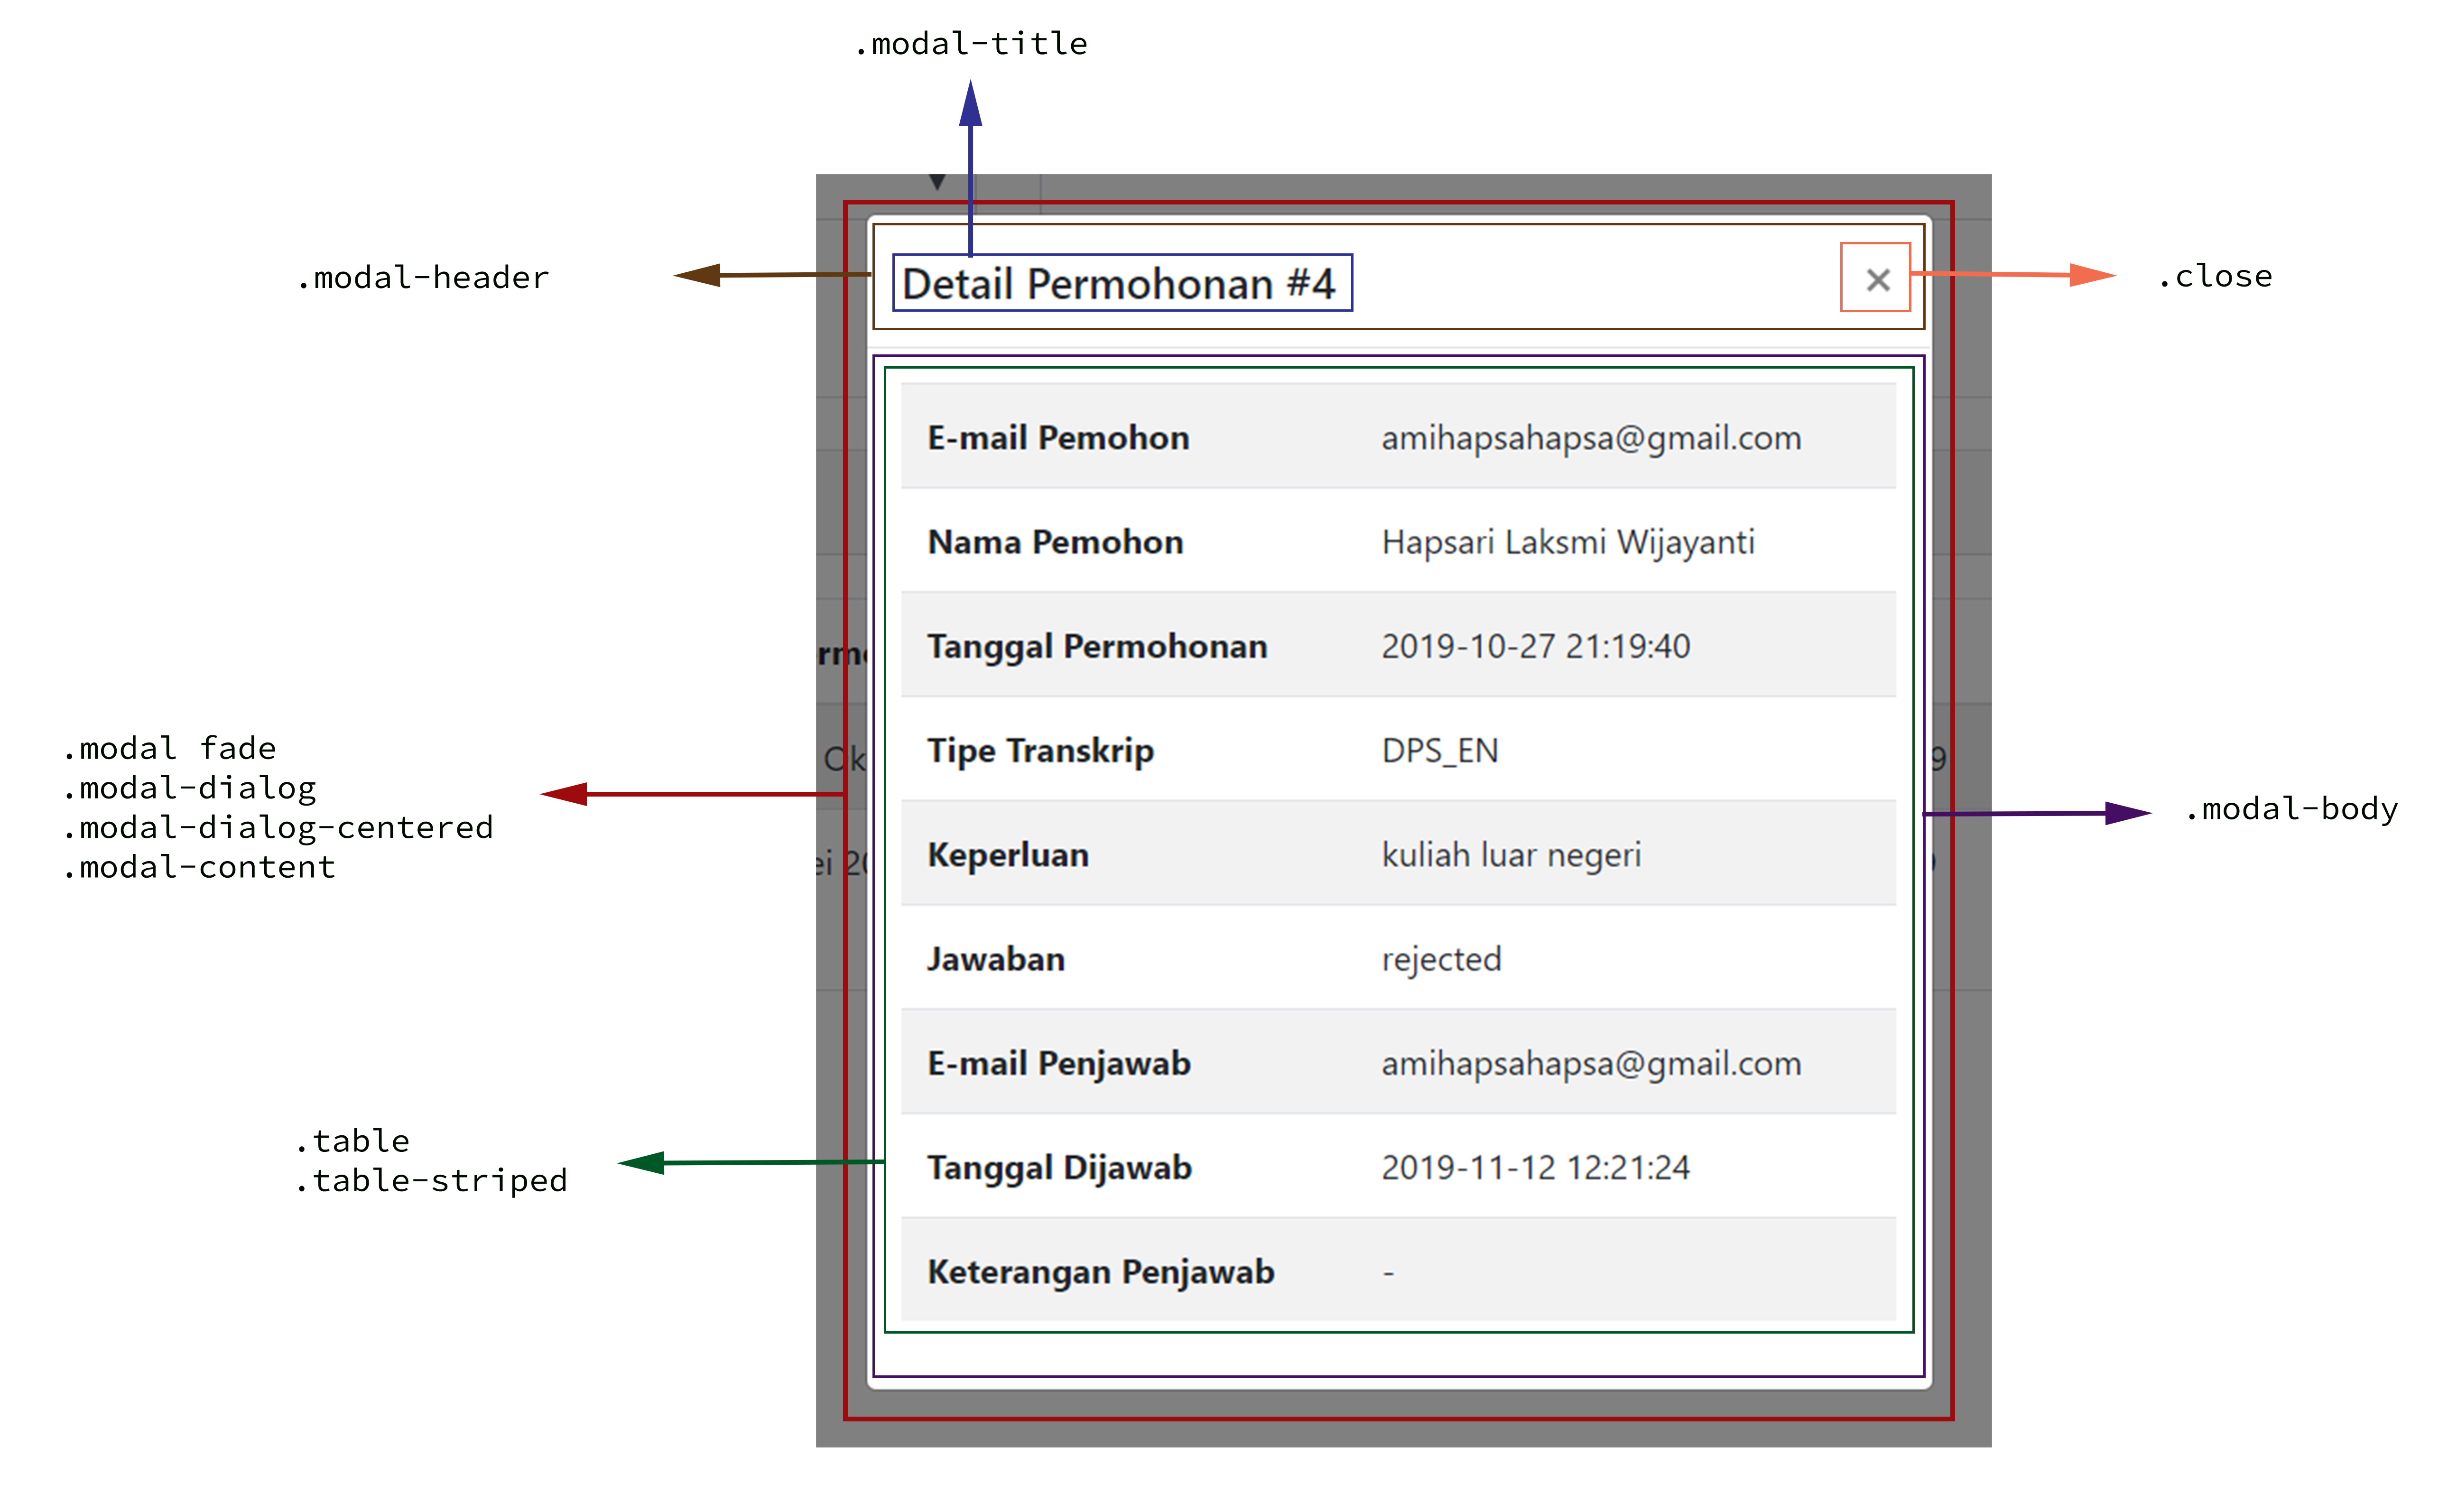 .modal-title
.modal-header
Detail Permohonan #4
.close
E-mail Pemohon amihapsahapsa@gmail.com
Nama Pemohon Hapsari Laksmi Wijayanti
Tanggal Permohonan 2019-10-27 21:19:40
Tipe Transkrip DPS_EN
Keperluan kuliah luar negeri
Jawaban rejected
E-mail Penjawab amihapsahapsa@gmail.com
Tanggal Dijawab 2019-11-12 12:21:24
Keterangan Penjawab -
.modal fade
.modal-dialog
.modal-dialog-centered
.modal-content
.modal-body
.table
.table-striped